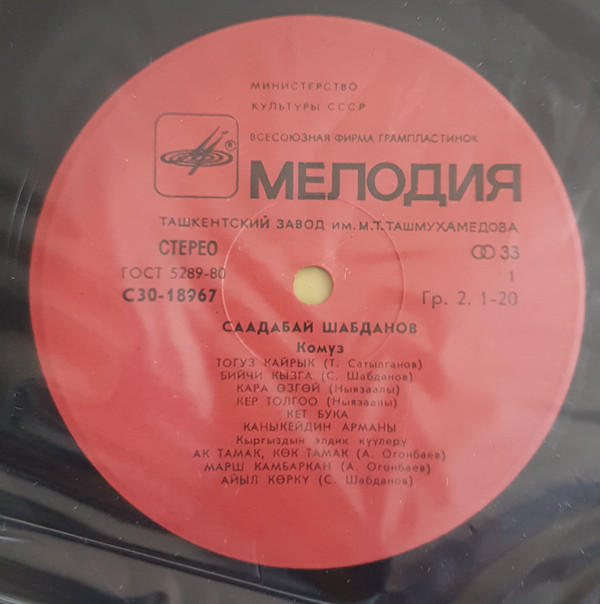 МИНИСТЕРСТВО
КУЛЬТУРЫ СССР
ВСЕСОЮЗНАЯ ФИРМА ГРАМПЛАСТИНОК
МЕЛОДИЯ
ТАШКЕНТСКИЙ ЗАВОД ИМ. М.Т. ТАШМУХАМЕДОВА
СТЕРЕО 33
ГОСТ 5289-80 1
С30-18967 Гр. 2. 1-20
СААДАБАЙ ШАБДАНОВ
Комуз
ТОГУЗ КАЙРЫК (Т. Сатылганов)
БИЙЧИ КЫЗГА (С. Шабданов)
КАРА ӨЗГӨЙ (Ныязаалы)
КЕР ТОЛГОО (Ныязаалы)
КЕТ БУКА
КАНЫКЕЙДИН АРМАНЫ
Кыргыздын элдик күүлерү
АК ТАМАК, КӨК ТАМАК (А. Огонбаев)
МАРШ КАМБАРКАН (А. Огонбаев)
АЙЫЛ КӨРКҮ (С. Шабданов)